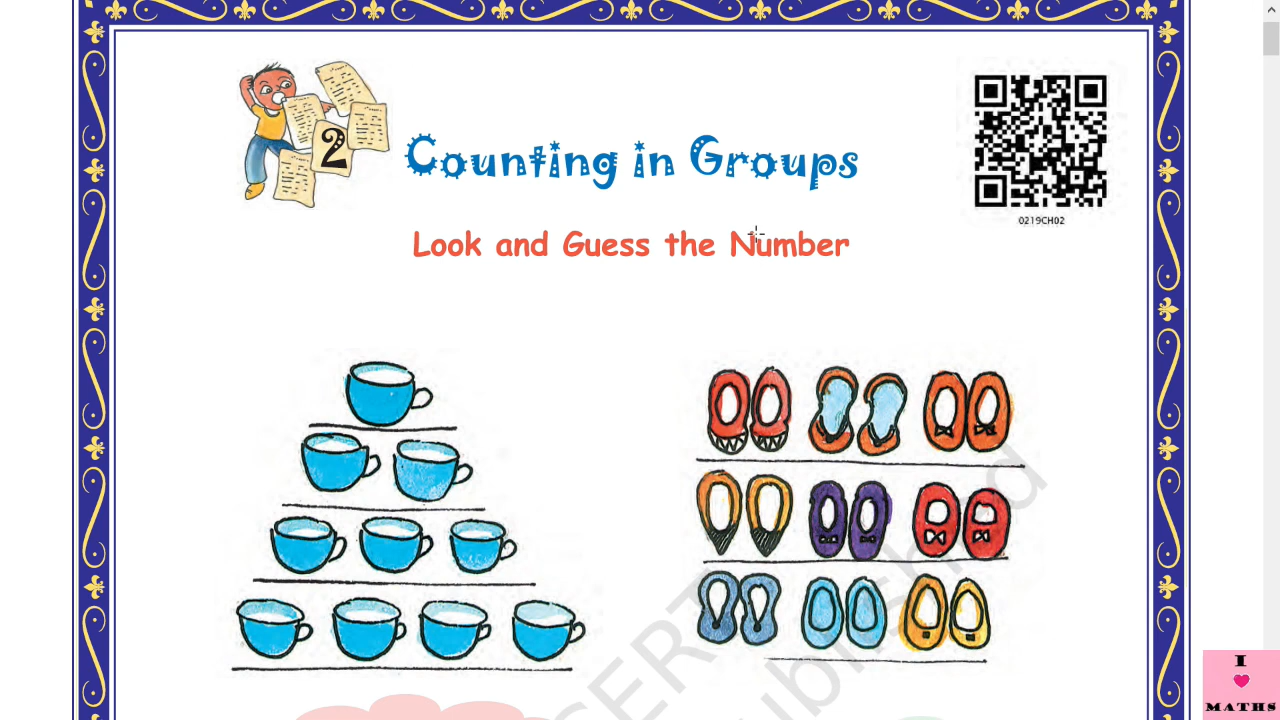 2
Counting in Groups
0219CH02
Look and Guess the Number
I
MATHS